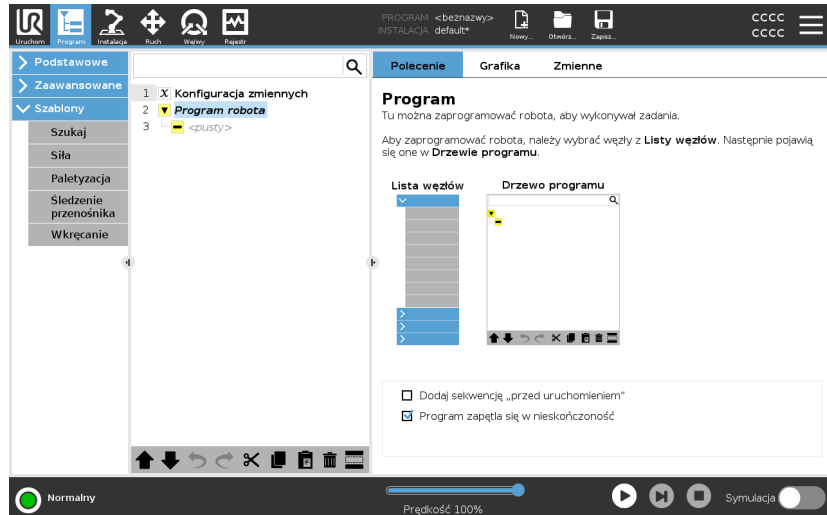 UR
Uruchom
Program
Instalacja
Ruch
We/wy
Rejestr
PROGRAM <beznazwy>
INSTALACJA default*
Nowy...
Otwórz...
Zapisz...
CCCC
CCCC
Podstawowe
Zaawansowane
Szablony
Szukaj
Siła
Paletyzacja
Śledzenie
przenośnika
Wkręcanie
1 X Konfiguracja zmiennych
2 Program robota
3 <pusty>
Polecenie Grafika Zmienne
Program
Tu można zaprogramować robota, aby wykonywał zadania.
Aby zaprogramować robota, należy wybrać węzły z Listy węzłów. Następnie pojawią
się one w Drzewie programu.
Lista węzłów
Drzewo programu
Dodaj sekwencję „przed uruchomieniem”
Program zapętla się w nieskończoność
Normalny
Prędkość 100%
Symulacja